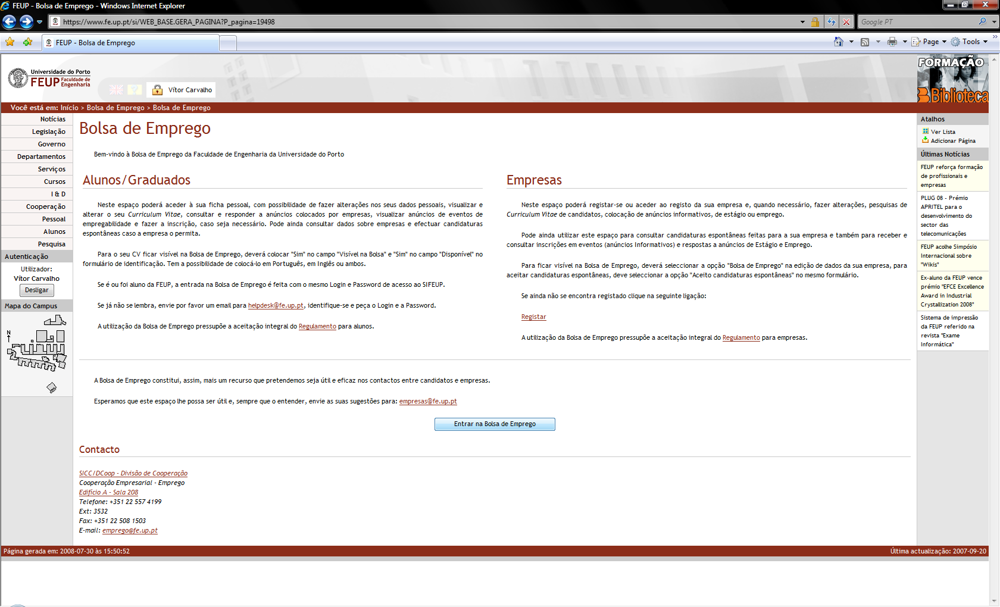 FEUP - Bolsa de Emprego - Windows Internet Explorer
https://www.fe.up.pt/si/WEB_BASE.GERA_PAGINA?P_pagina=19498
Google PT
FEUP - Bolsa de Emprego
Page
Tools
Universidade do Porto
FEUP Faculdade de Engenharia
Vítor Carvalho
FORMAÇÃO
Biblioteca
Você está em: Início > Bolsa de Emprego > Bolsa de Emprego
Notícias
Legislação
Governo
Departamentos
Serviços
Cursos
I & D
Cooperação
Pessoal
Alunos
Pesquisa
Autenticação
Utilizador:
Vítor Carvalho
Desligar
Mapa do Campus
N
Bolsa de Emprego
Bem-vindo à Bolsa de Emprego da Faculdade de Engenharia da Universidade do Porto
Alunos/Graduados
Neste espaço poderá aceder à sua ficha pessoal, com possibilidade de fazer alterações nos seus dados pessoais, visualizar e
alterar o seu Curriculum Vitae, consultar e responder a anúncios colocados por empresas, visualizar anúncios de eventos de
empregabilidade e fazer a inscrição, caso seja necessário. Pode ainda consultar dados sobre empresas e efectuar candidaturas
espontâneas caso a empresa o permita.
Para o seu CV ficar visível na Bolsa de Emprego, deverá colocar "Sim" no campo "Visível na Bolsa" e "Sim" no campo "Disponível" no
formulário de identificação. Tem a possibilidade de colocá-lo em Português, em Inglês ou ambos.
Se é ou foi aluno da FEUP, a entrada na Bolsa de Emprego é feita com o mesmo Login e Password de acesso ao SIFEUP.
Se já não se lembra, envie por favor um email para helpdesk@fe.up.pt, identifique-se e peça o Login e a Password.
A utilização da Bolsa de Emprego pressupõe a aceitação integral do Regulamento para alunos.
Empresas
Neste espaço poderá registar-se ou aceder ao registo da sua empresa e, quando necessário, fazer alterações, pesquisas de
Curriculum Vitae de candidatos, colocação de anúncios informativos, de estágio ou emprego.
Pode ainda utilizar este espaço para consultar candidaturas espontâneas feitas para a sua empresa e também para receber e
consultar inscrições em eventos (anúncios Informativos) e respostas a anúncios de Estágio e Emprego.
Para ficar visível na Bolsa de Emprego, deverá seleccionar a opção "Bolsa de Emprego" na edição de dados da sua empresa, para
aceitar candidaturas espontâneas, deve seleccionar a opção "Aceito candidaturas espontâneas" no mesmo formulário.
Se ainda não se encontra registado clique na seguinte ligação:
Registar
A utilização da Bolsa de Emprego pressupõe a aceitação integral do Regulamento para empresas.
A Bolsa de Emprego constitui, assim, mais um recurso que pretendemos seja útil e eficaz nos contactos entre candidatos e empresas.
Esperamos que este espaço lhe possa ser útil e, sempre que o entender, envie as suas sugestões para: empresas@fe.up.pt
Entrar na Bolsa de Emprego
Contacto
SICC/DCoop - Divisão de Cooperação
Cooperação Empresarial - Emprego
Edifício A - Sala 208
Telefone: +351 22 557 4199
Ext: 3532
Fax: +351 22 508 1503
E-mail: emprego@fe.up.pt
Atalhos
Ver Lista
Adicionar Página
Últimas Notícias
FEUP reforça formação
de profissionais e
empresas
PLUG 08 - Prémio
APRITEL para o
desenvolvimento do
sector das
telecomunicações
FEUP acolhe Simpósio
Internacional sobre
"Wikis"
Ex-aluno da FEUP vence
prémio "EFCE Excellence
Award in Industrial
Crystallization 2008"
Sistema de impressão
da FEUP referido na
revista "Exame
Informática"
Página gerada em: 2008-07-30 às 15:50:52
Última actualização: 2007-09-20